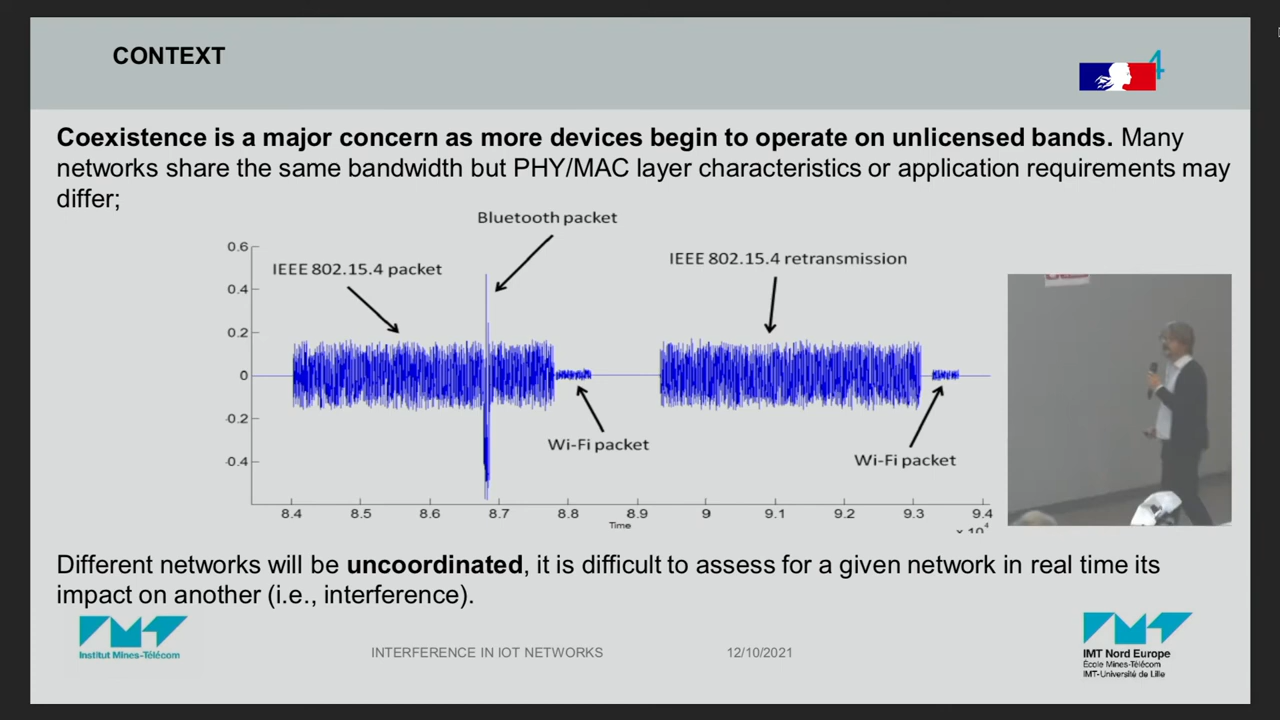 CONTEXT
4
Coexistence is a major concern as more devices begin to operate on unlicensed bands. Many
networks share the same bandwidth but PHY/MAC layer characteristics or application requirements may
differ;
Bluetooth packet
IEEE 802.15.4 packet
IEEE 802.15.4 retransmission
0.6
0.4
0.2
0
-0.2
-0.4
Wi-Fi packet
Wi-Fi packet
8.4 8.5 8.6 8.7 8.8 8.9 9 9.1 9.2 9.3 9.4
Time
× 10⁴
Different networks will be uncoordinated, it is difficult to assess for a given network in real time its
impact on another (i.e., interference).
IMT
Institut Mines-Télécom
INTERFERENCE IN IOT NETWORKS
12/10/2021
IMT
IMT Nord Europe
École Mines-Télécom
IMT-Université de Lille